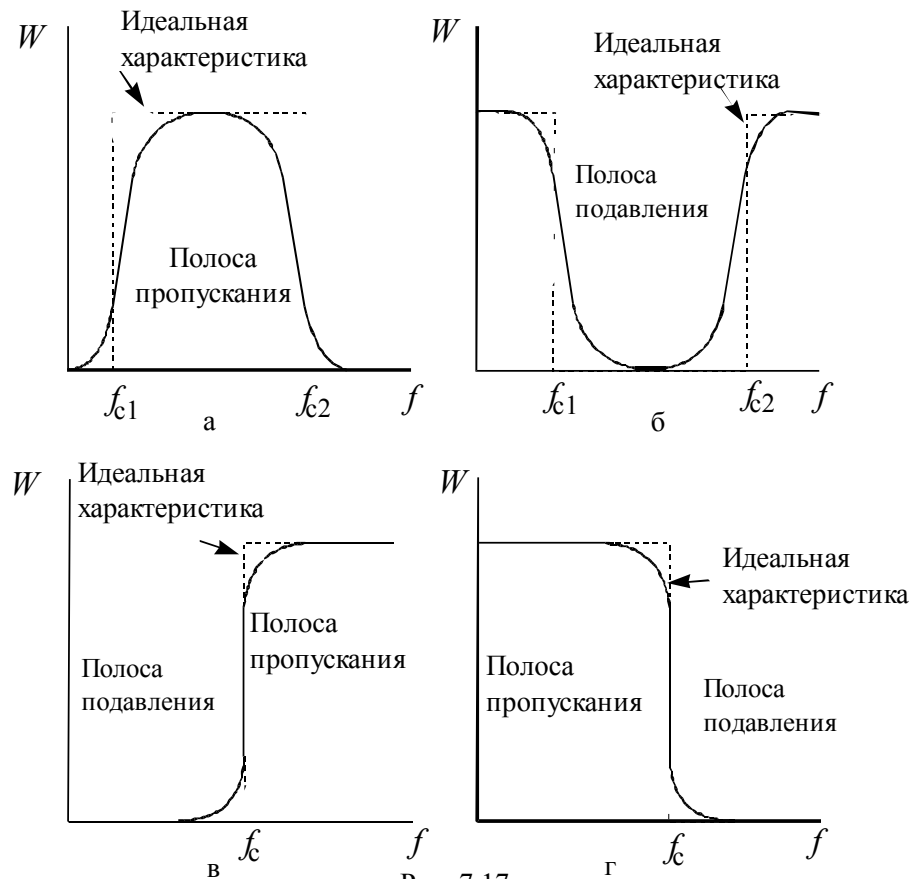 W
Идеальная
характеристика
Полоса
пропускания
fc1
fc2
f
а
W
Идеальная
характеристика
Полоса
подавления
fc1
fc2
f
б
W
Идеальная
характеристика
Полоса
пропускания
Полоса
подавления
fc
f
в
W
Идеальная
характеристика
Полоса
пропускания
Полоса
подавления
fc
f
г